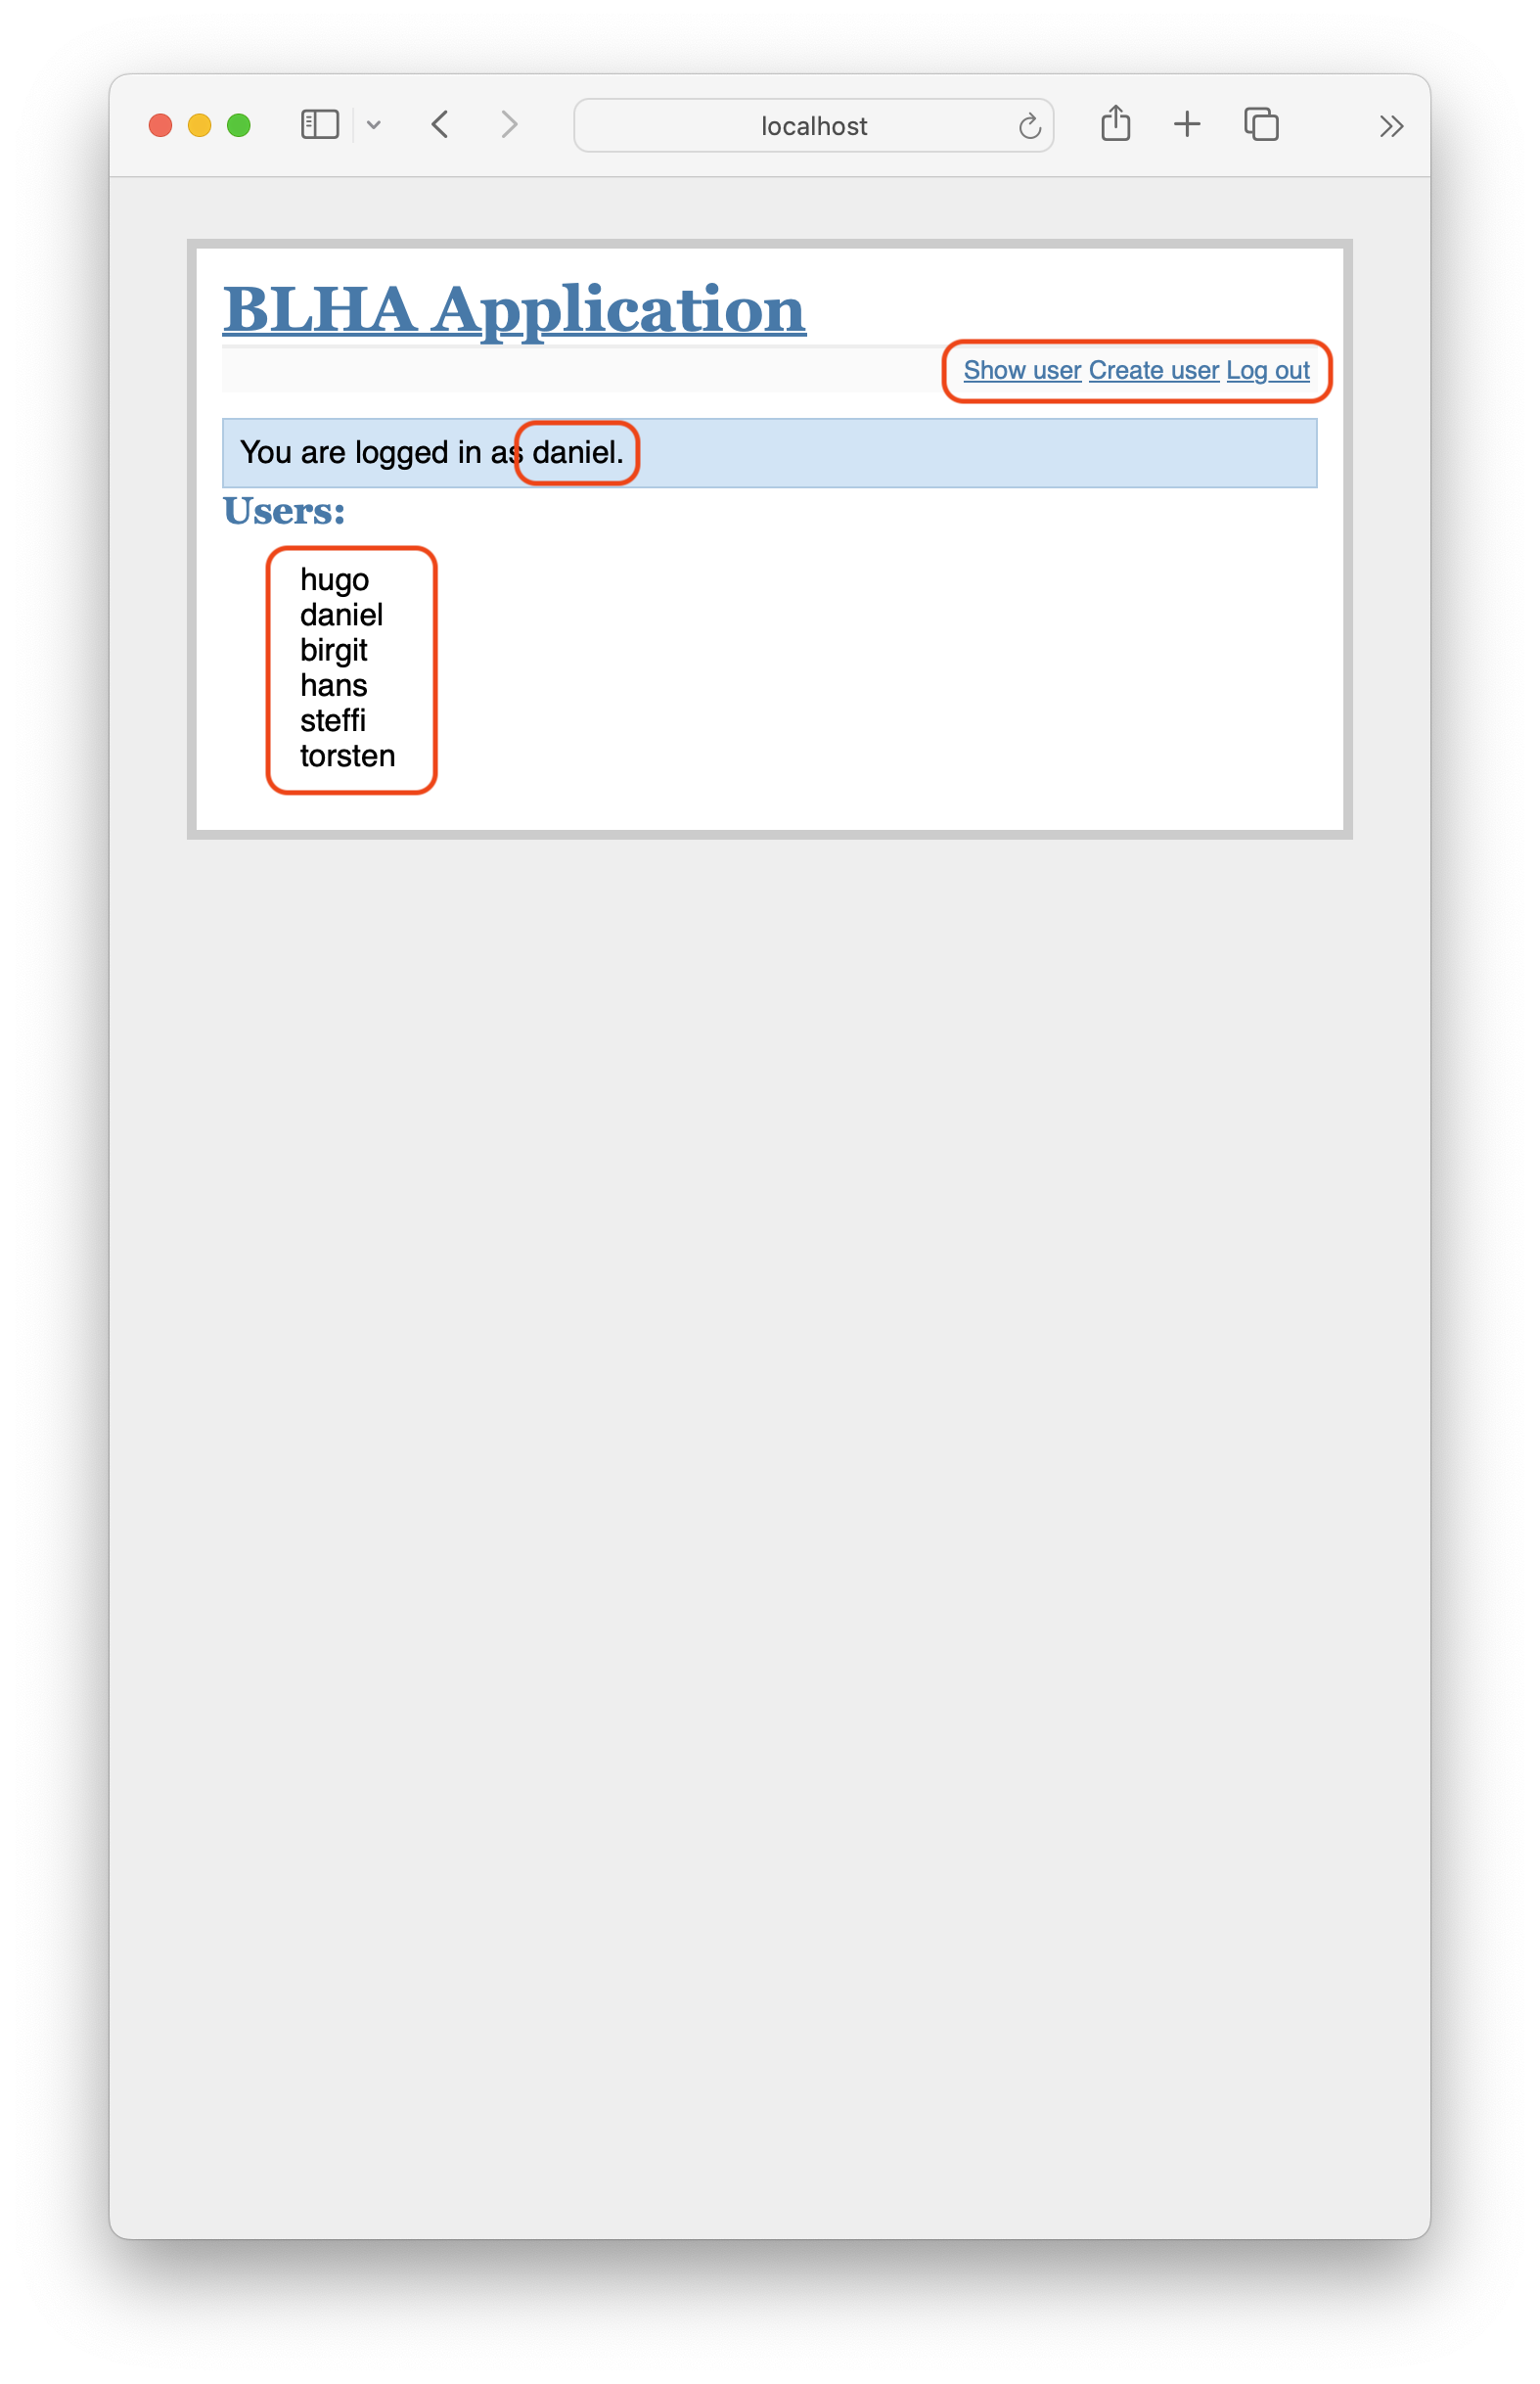 localhost
BLHA Application
Show user Create user Log out
You are logged in as daniel.
Users:
hugo
daniel
birgit
hans
steffi
torsten